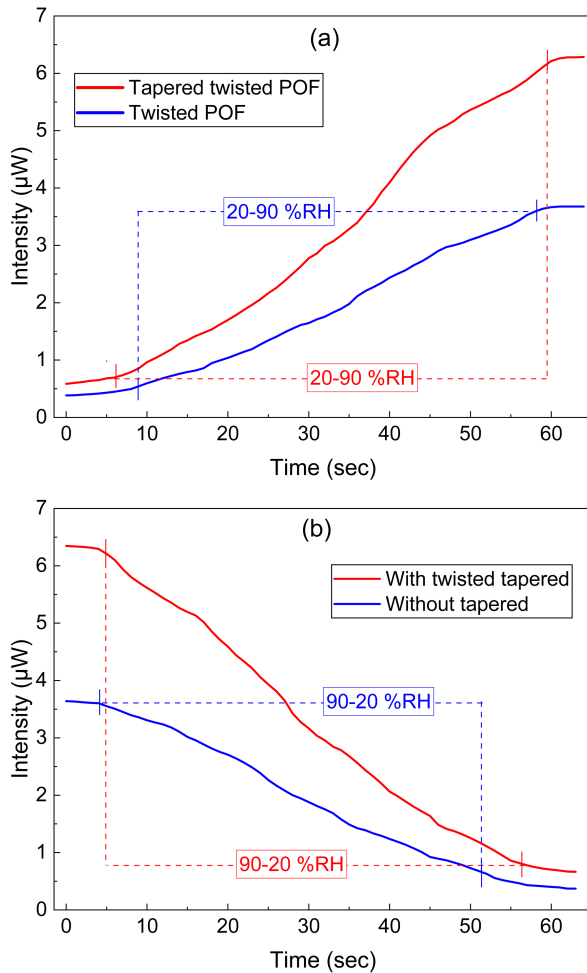 (a)
Tapered twisted POF
Twisted POF
20-90 %RH
20-90 %RH
Intensity (µW)
7
6
5
4
3
2
1
0
0 10 20 30 40 50 60
Time (sec)
(b)
With twisted tapered
Without tapered
90-20 %RH
90-20 %RH
Intensity (µW)
7
6
5
4
3
2
1
0
0 10 20 30 40 50 60
Time (sec)